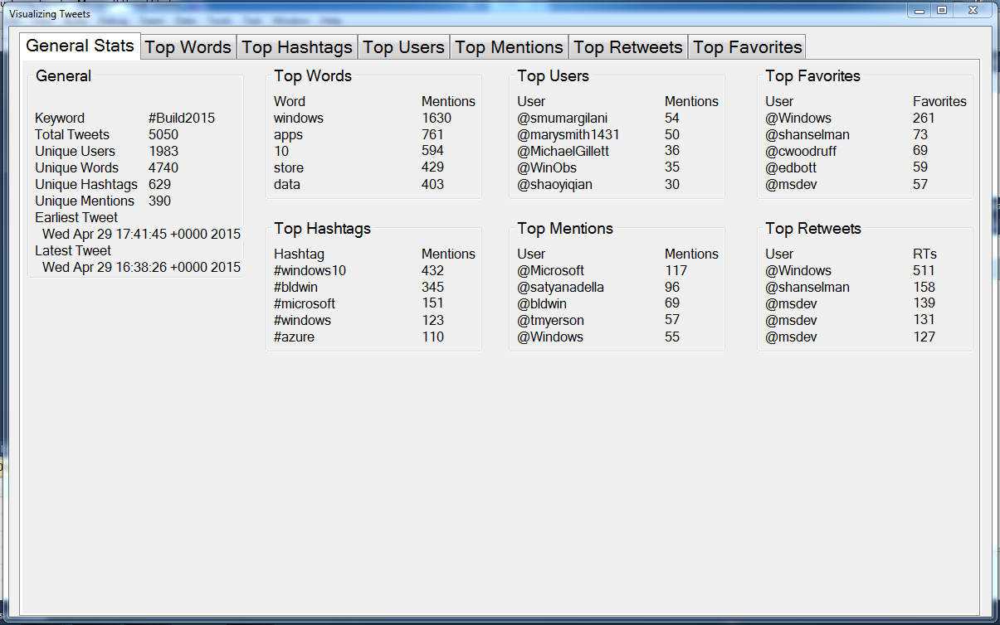 Visualizing Tweets
General Stats Top Words Top Hashtags Top Users Top Mentions Top Retweets Top Favorites
General
Keyword #Build2015
Total Tweets 5050
Unique Users 1983
Unique Words 4740
Unique Hashtags 629
Unique Mentions 390
Earliest Tweet
Wed Apr 29 17:41:45 +0000 2015
Latest Tweet
Wed Apr 29 16:38:26 +0000 2015
Top Words
Word Mentions
windows 1630
apps 761
10 594
store 429
data 403
Top Hashtags
Hashtag Mentions
#windows10 432
#bldwin 345
#microsoft 151
#windows 123
#azure 110
Top Users
User Mentions
@smumargilani 54
@marysmith1431 50
@MichaelGillett 36
@WinObs 35
@shaoyiqian 30
Top Mentions
User Mentions
@Microsoft 117
@satyanadella 96
@bldwin 69
@tmyerson 57
@Windows 55
Top Favorites
User Favorites
@Windows 261
@shanselman 73
@cwoodruff 69
@edbott 59
@msdev 57
Top Retweets
User RTs
@Windows 511
@shanselman 158
@msdev 139
@msdev 131
@msdev 127